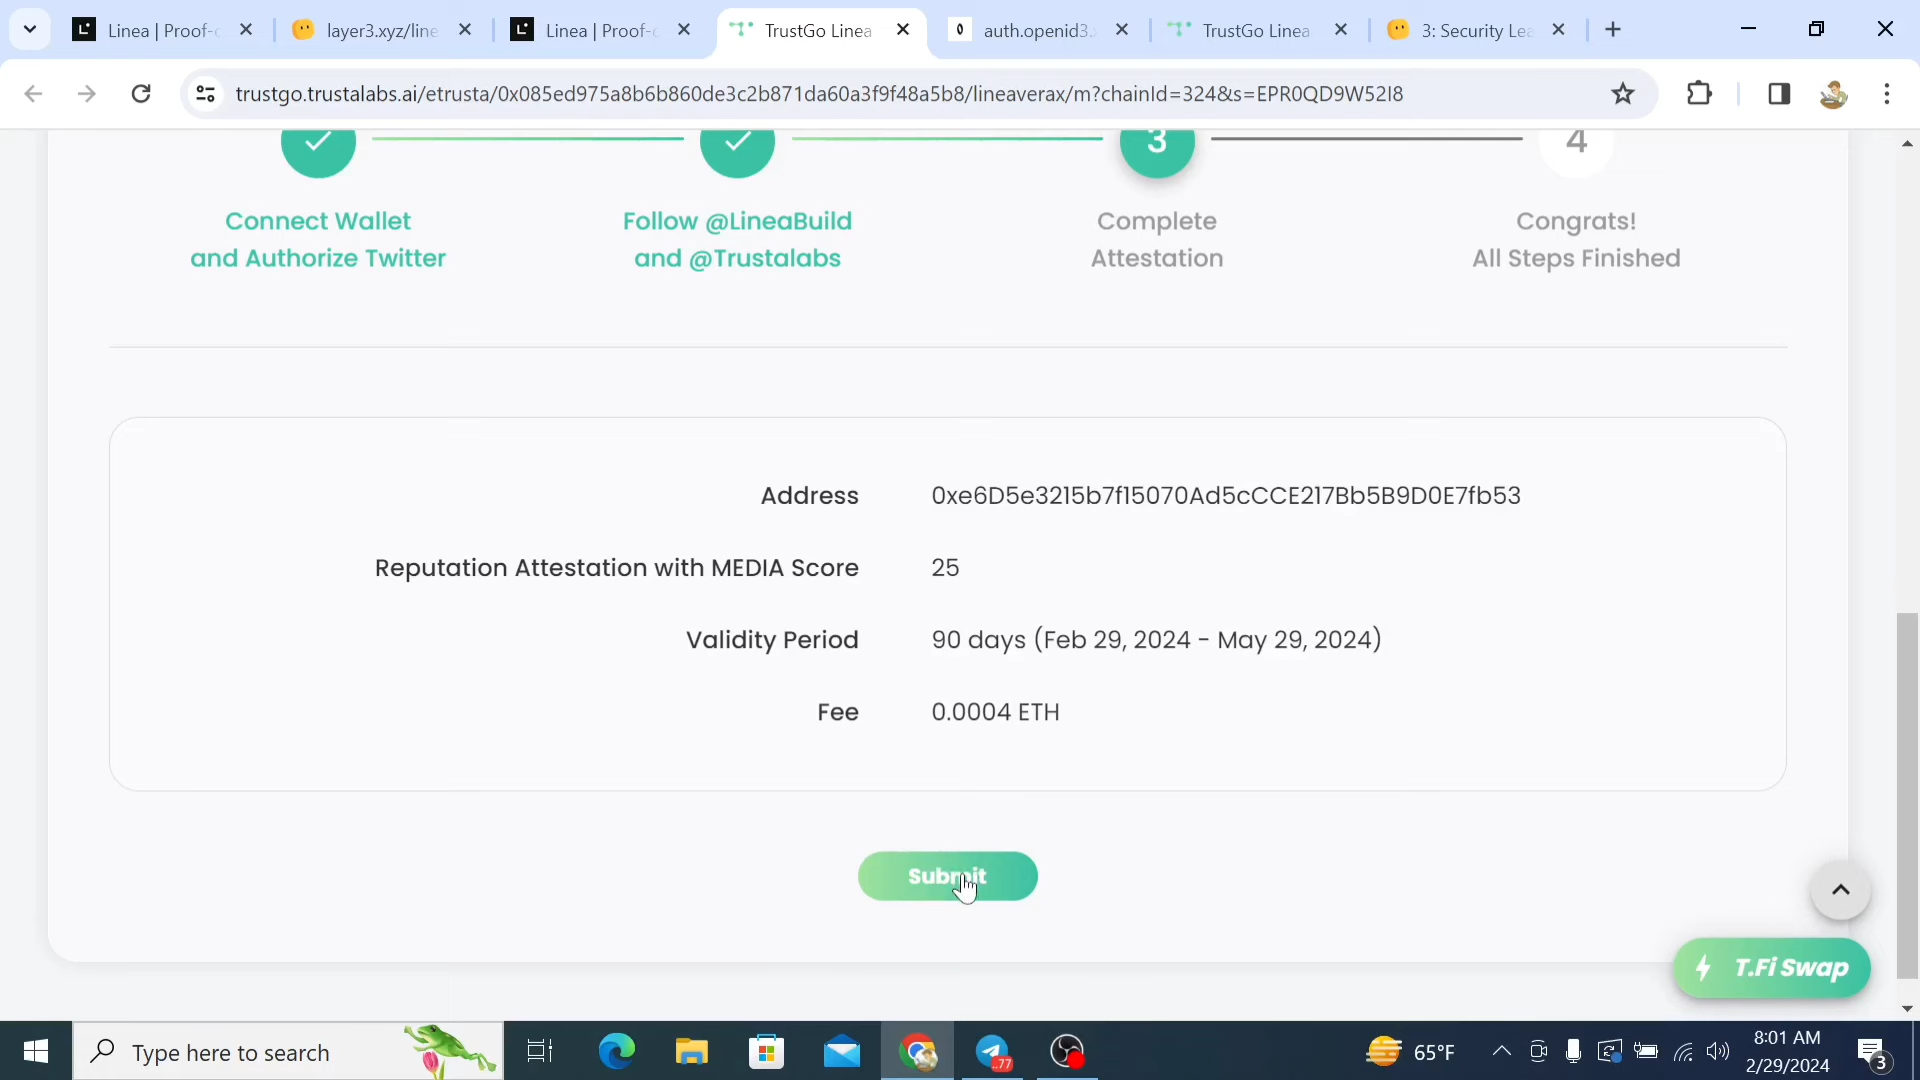 Linea | Proof-c
layer3.xyz/line
Linea | Proof-c
TrustGo Linea
auth.openid3.x
TrustGo Linea
3: Security Lea
trustgo.trustalabs.ai/etrusta/0x085ed975a8b6b860de3c2b871da60a3f9f48a5b8/lineaverax/m?chainId=324&s=EPR0QD9W52I8
3
4
Connect Wallet
and Authorize Twitter
Follow @LineaBuild
and @Trustalabs
Complete
Attestation
Congrats!
All Steps Finished
Address 0xe6D5e3215b7f15070Ad5cCCE217Bb5B9D0E7fb53
Reputation Attestation with MEDIA Score 25
Validity Period 90 days (Feb 29, 2024 - May 29, 2024)
Fee 0.0004 ETH
Submit
T.Fi Swap
Type here to search
..77
65°F
8:01 AM
2/29/2024
3